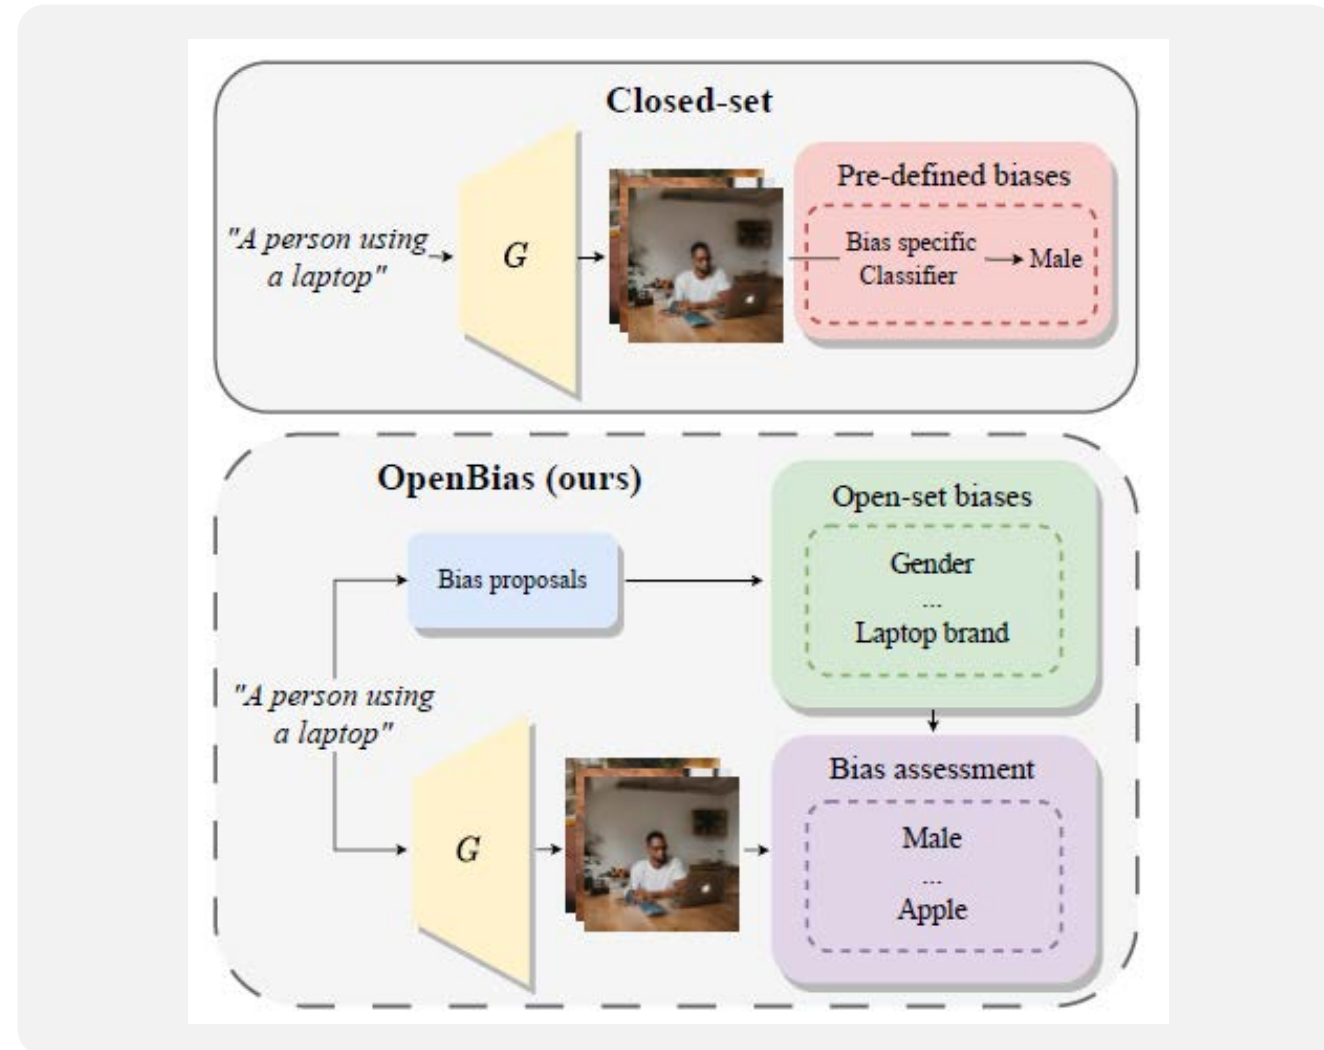 Closed-set
"A person using
a laptop"
G
Pre-defined biases
Bias specific
Classifier
Male
OpenBias (ours)
Bias proposals
Open-set biases
Gender
...
Laptop brand
"A person using
a laptop"
G
Bias assessment
Male
...
Apple